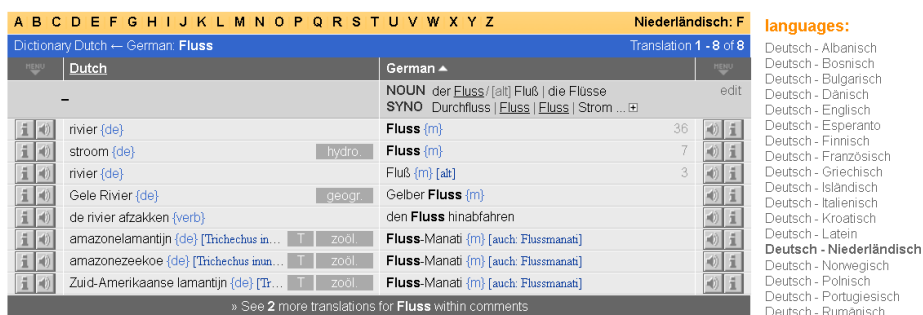 A B C D E F G H I J K L M N O P Q R S T U V W X Y Z Niederländisch: F
Dictionary Dutch ← German: Fluss Translation 1 - 8 of 8
MENU Dutch German ▲ MENU
– NOUN der Fluss / [alt] Fluß | die Flüsse edit
SYNO Durchfluss | Fluss | Fluss | Strom ...
rivier {de} Fluss {m} 36
stroom {de} hydro. Fluss {m} 7
rivier {de} Fluß {m} [alt] 3
Gele Rivier {de} geogr. Gelber Fluss {m}
de rivier afzakken {verb} den Fluss hinabfahren
amazonelamantijn {de} [Trichechus in... T zoöl. Fluss-Manati {m} [auch: Flussmanati]
amazonezeekoe {de} [Trichechus inun... T zoöl. Fluss-Manati {m} [auch: Flussmanati]
Zuid-Amerikaanse lamantijn {de} [Tr... T zoöl. Fluss-Manati {m} [auch: Flussmanati]
» See 2 more translations for Fluss within comments
languages:
Deutsch - Albanisch
Deutsch - Bosnisch
Deutsch - Bulgarisch
Deutsch - Dänisch
Deutsch - Englisch
Deutsch - Esperanto
Deutsch - Finnisch
Deutsch - Französisch
Deutsch - Griechisch
Deutsch - Isländisch
Deutsch - Italienisch
Deutsch - Kroatisch
Deutsch - Latein
Deutsch - Niederländisch
Deutsch - Norwegisch
Deutsch - Polnisch
Deutsch - Portugiesisch
Deutsch - Rumänisch